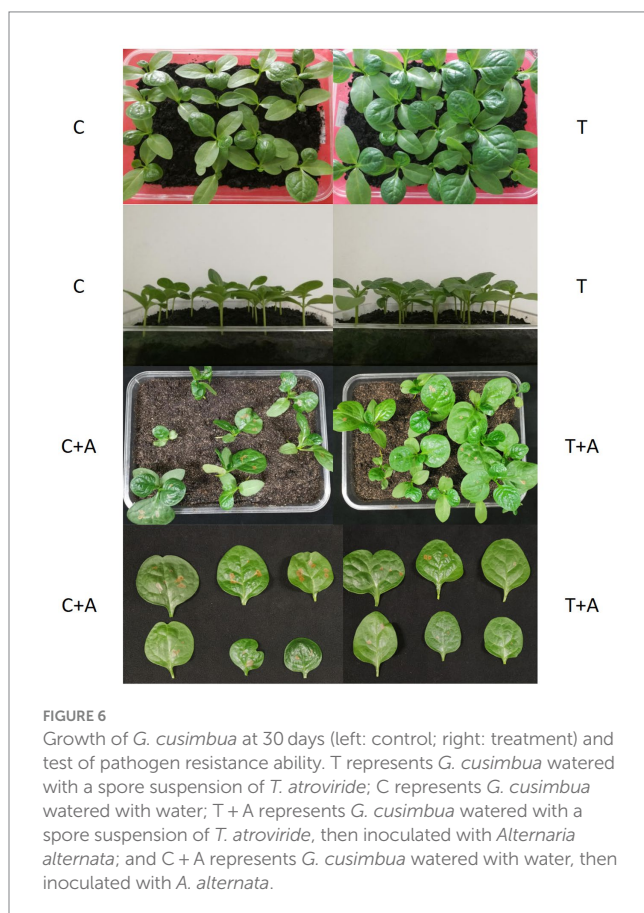 C T
C T
C+A T+A
C+A T+A
FIGURE 6
Growth of G. cusimbua at 30 days (left: control; right: treatment) and
test of pathogen resistance ability. T represents G. cusimbua watered
with a spore suspension of T. atroviride; C represents G. cusimbua
watered with water; T + A represents G. cusimbua watered with a
spore suspension of T. atroviride, then inoculated with Alternaria
alternata; and C + A represents G. cusimbua watered with water, then
inoculated with A. alternata.